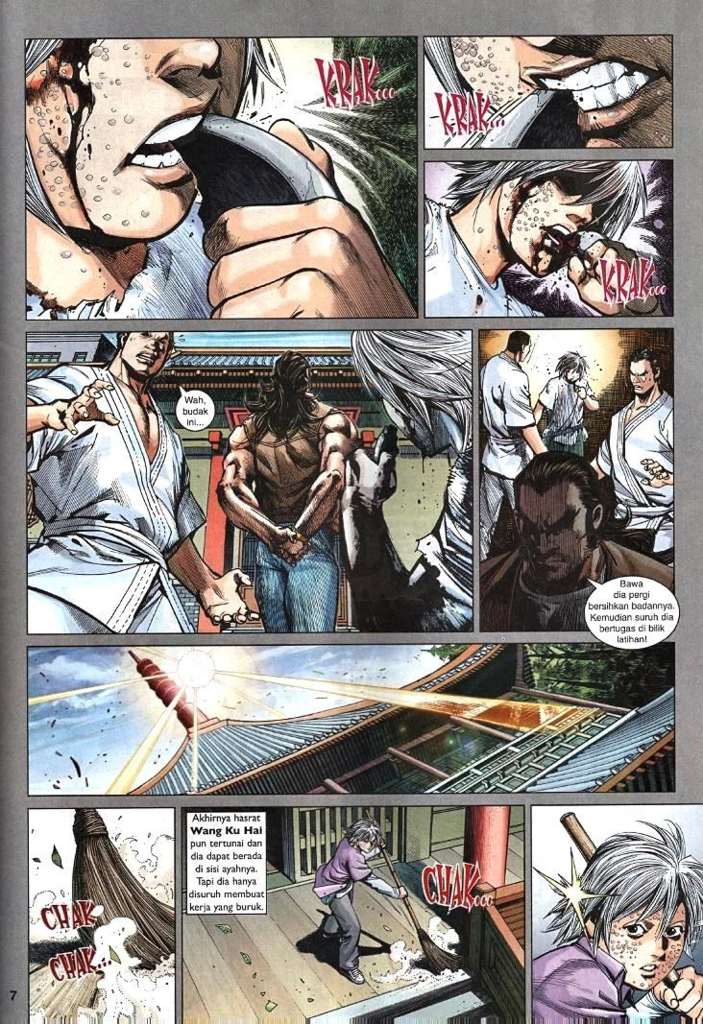 KRAK...
KRAK...
KRAK...
Wah,
budak
ini...
Bawa
dia pergi
bersihkan badannya.
Kemudian suruh dia
bertugas di bilik
latihan!
CHAK
CHAK...
Akhirnya hasrat
Wang Ku Hai
pun tertunai dan
dia dapat berada
di sisi ayahnya.
Tapi dia hanya
disuruh membuat
kerja yang buruk.
CHAK...
7